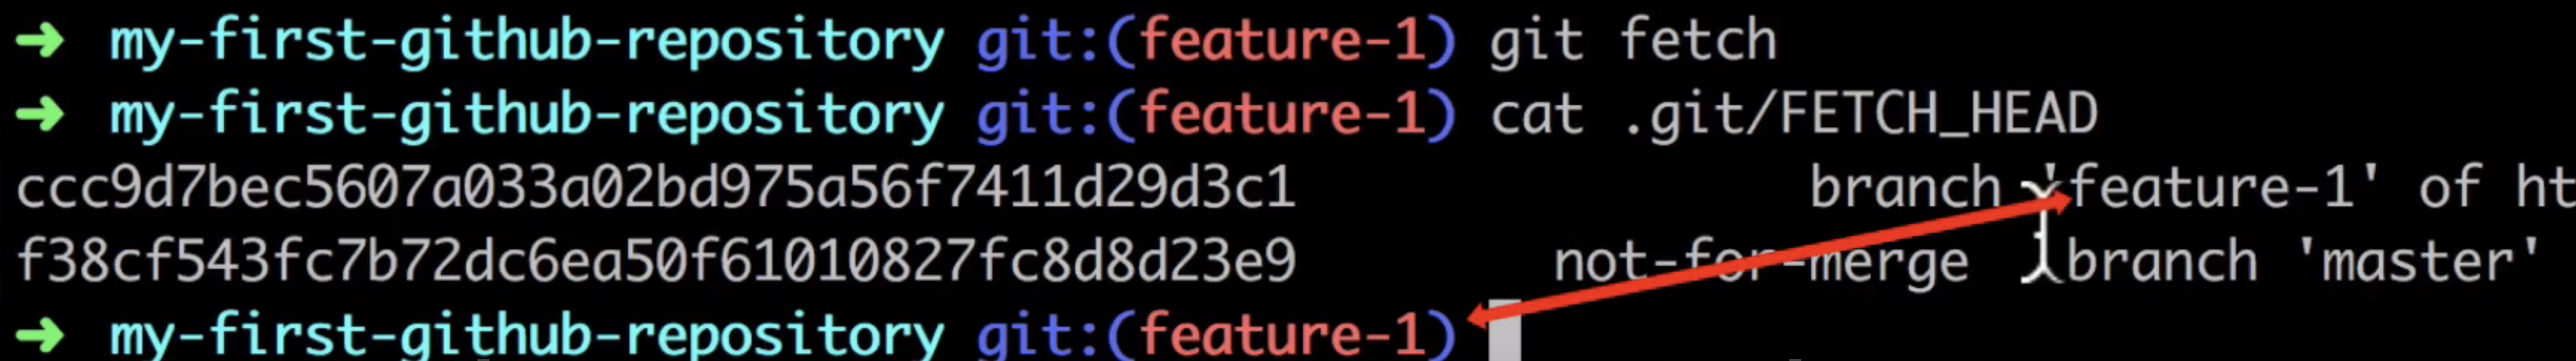 ➜ my-first-github-repository git:(feature-1) git fetch
➜ my-first-github-repository git:(feature-1) cat .git/FETCH_HEAD
ccc9d7bec5607a033a02bd975a56f7411d29d3c1 branch 'feature-1' of ht
f38cf543fc7b72dc6ea50f61010827fc8d8d23e9 not-for-merge branch 'master'
➜ my-first-github-repository git:(feature-1)